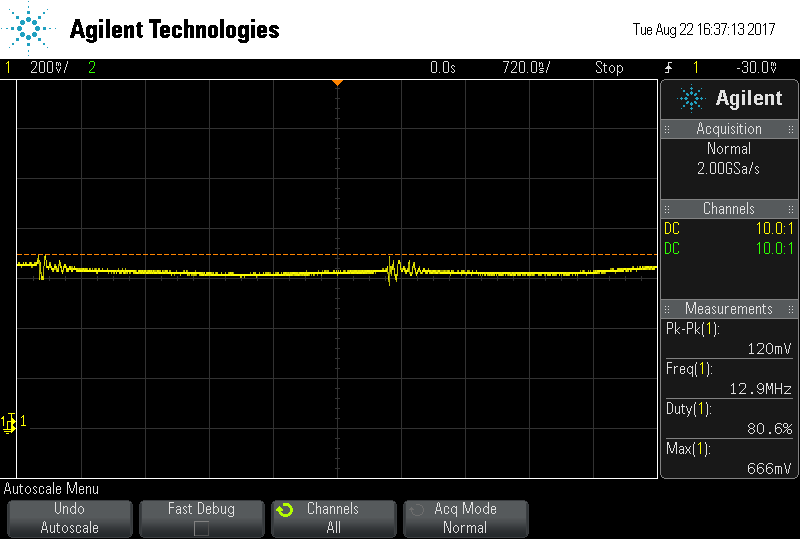 Agilent Technologies
Tue Aug 22 16:37:13 2017
1 200mV/ 2 0.0s 720.0ns/ Stop 1 -30.0mV
Agilent
Acquisition
Normal
2.00GSa/s
Channels
DC 10.0:1
DC 10.0:1
Measurements
Pk-Pk(1):
120mV
Freq(1):
12.9MHz
Duty(1):
80.6%
Max(1):
666mV
1 1
Autoscale Menu
Undo
Autoscale
Fast Debug
Channels
All
Acq Mode
Normal